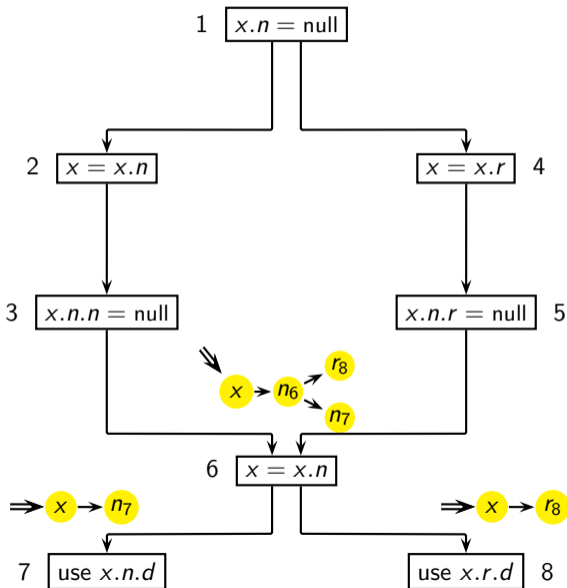 1 x.n = null
2 x = x.n
x = x.r 4
3 x.n.n = null
x.n.r = null 5
x n6 r8
n7
6 x = x.n
x n7
x r8
7 use x.n.d
use x.r.d 8